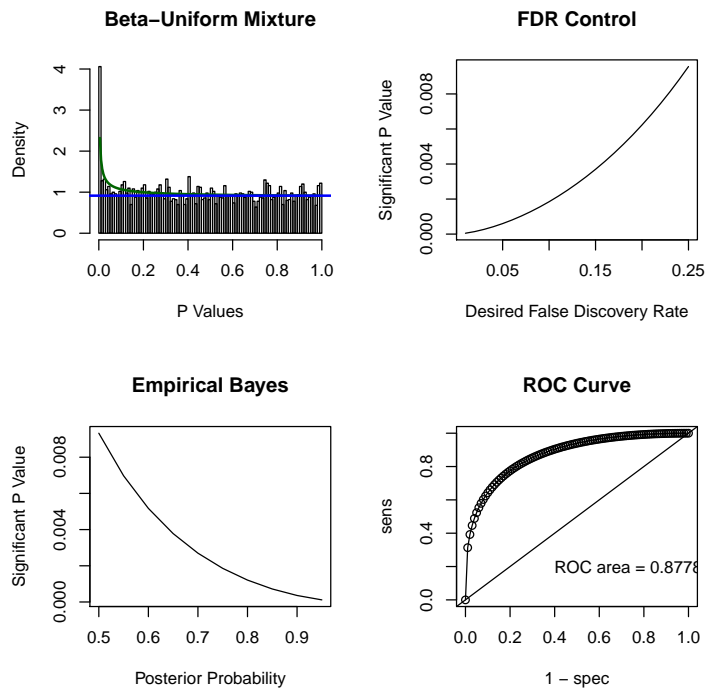 Beta−Uniform Mixture
Density
0 1 2 3 4
0.0 0.2 0.4 0.6 0.8 1.0
P Values
FDR Control
Significant P Value
0.000 0.004 0.008
0.05 0.15 0.25
Desired False Discovery Rate
Empirical Bayes
Significant P Value
0.000 0.004 0.008
0.5 0.6 0.7 0.8 0.9
Posterior Probability
ROC Curve
sens
0.0 0.4 0.8
ROC area = 0.8778
0.0 0.2 0.4 0.6 0.8 1.0
1 − spec